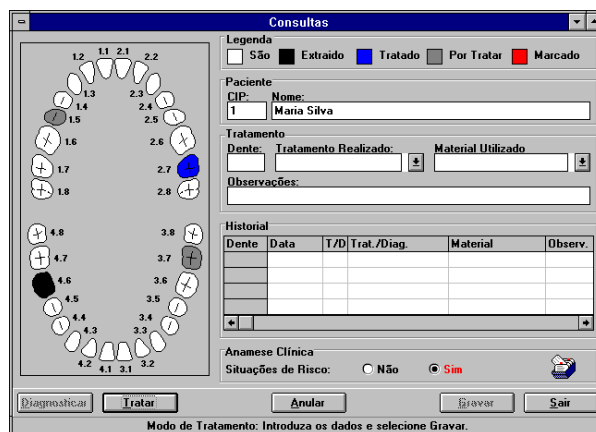 Consultas
Legenda
São Extraido Tratado Por Tratar Marcado
Paciente
CIP: Nome:
1 Maria Silva
Tratamento
Dente: Tratamento Realizado: Material Utilizado
Observações:
Historial
Dente Data T/D Trat./Diag. Material Observ.
Anamese Clínica
Situações de Risco: Não Sim
1.1 2.1
1.2 2.2
1.3 2.3
1.4 2.4
1.5 2.5
1.6 2.6
1.7 2.7
1.8 2.8
4.8 3.8
4.7 3.7
4.6 3.6
4.5 3.5
4.4 3.4
4.3 3.3
4.2 4.1 3.1 3.2
Diagnosticar Tratar Anular Gravar Sair
Modo de Tratamento: Introduza os dados e selecione Gravar.